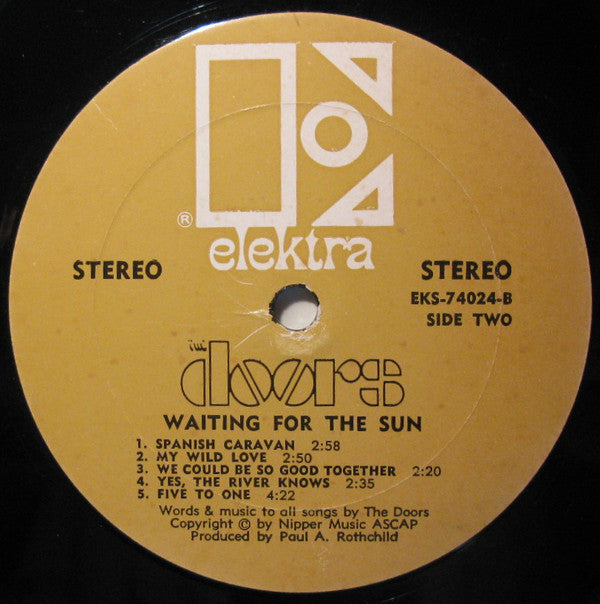 ®
elektra
STEREO
STEREO
EKS-74024-B
SIDE TWO
the
doors
WAITING FOR THE SUN
1. SPANISH CARAVAN 2:58
2. MY WILD LOVE 2:50
3. WE COULD BE SO GOOD TOGETHER 2:20
4. YES, THE RIVER KNOWS 2:35
5. FIVE TO ONE 4:22
Words & music to all songs by The Doors
Copyright © by Nipper Music ASCAP
Produced by Paul A. Rothchild